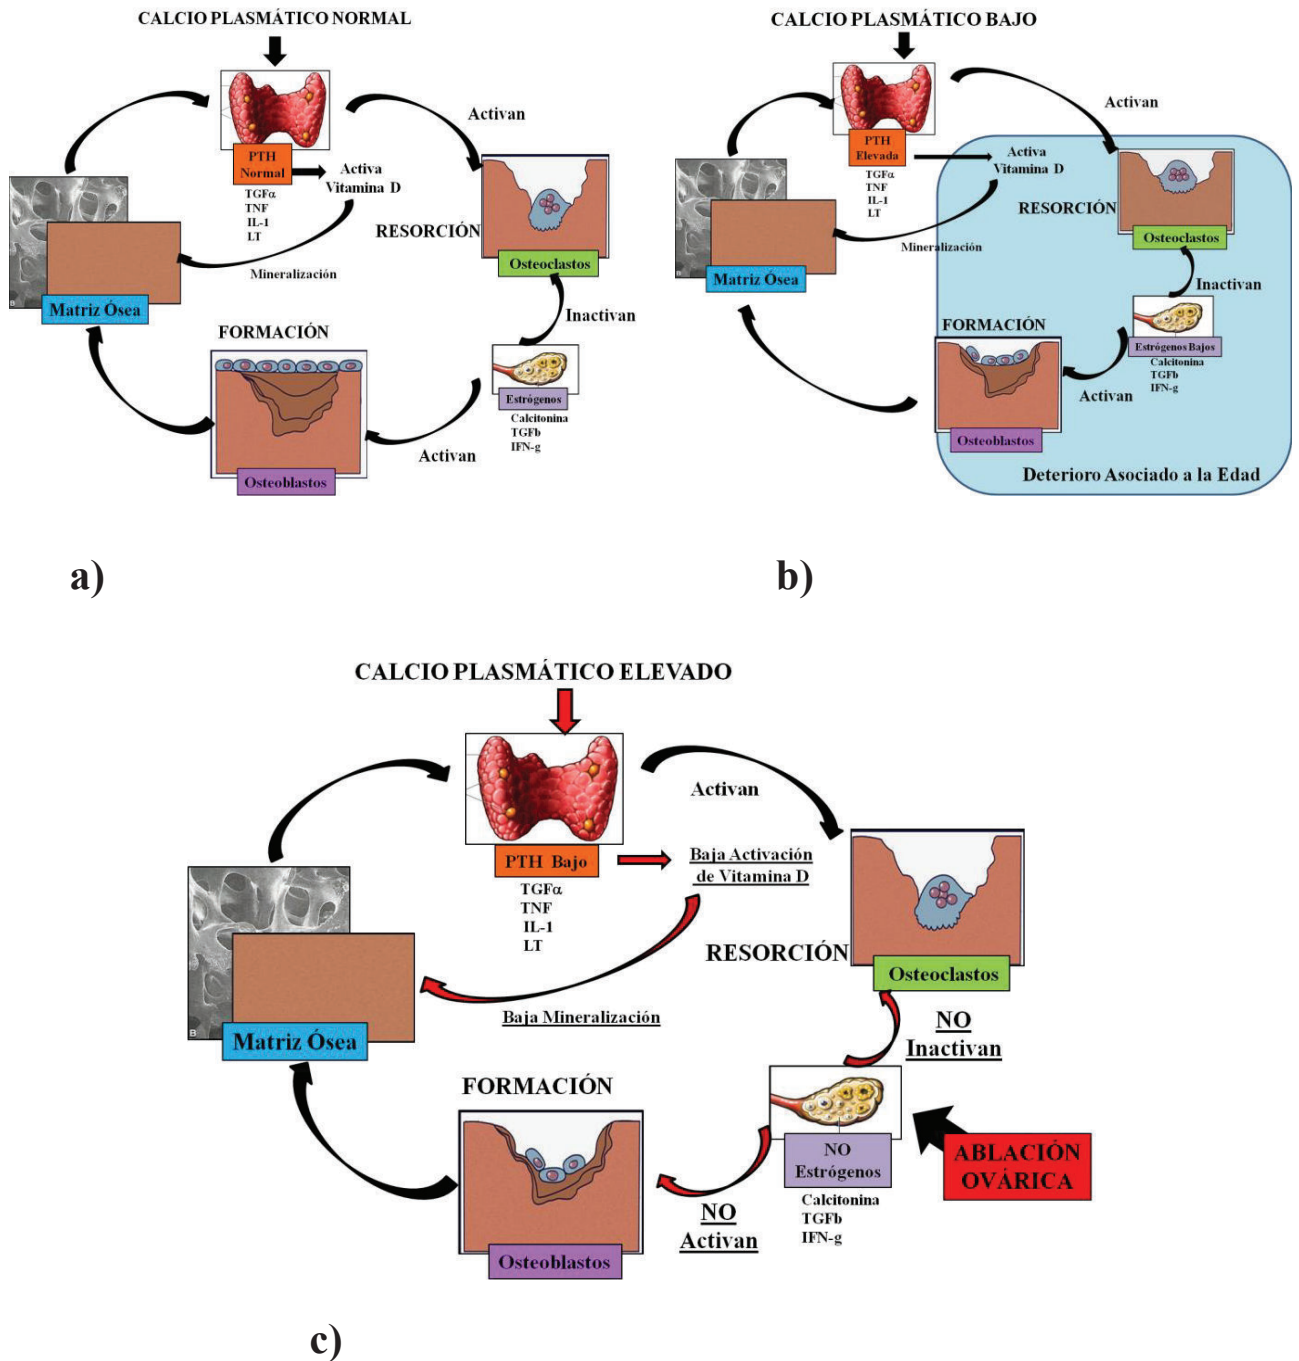 CALCIO PLASMÁTICO NORMAL
Activan
PTH
Normal
Activa
Vitamina D
TGFα
TNF
IL-1
LT
RESORCIÓN
Mineralización
Osteoclastos
B
Matriz Ósea
FORMACIÓN
Inactivan
Estrógenos
Calcitonina
TGFb
IFN-g
Activan
Osteoblastos
a)
CALCIO PLASMÁTICO BAJO
Activan
PTH
Elevada
Activa
Vitamina D
TGFα
TNF
IL-1
LT
RESORCIÓN
Osteoclastos
Mineralización
B
Matriz Ósea
Inactivan
FORMACIÓN
Estrógenos Bajos
Calcitonina
TGFb
IFN-g
Activan
Osteoblastos
Deterioro Asociado a la Edad
b)
CALCIO PLASMÁTICO ELEVADO
Activan
PTH Bajo
Baja Activación
de Vitamina D
TGFα
TNF
IL-1
LT
RESORCIÓN
Osteoclastos
Baja Mineralización
B
Matriz Ósea
NO
Inactivan
FORMACIÓN
NO
Estrógenos
ABLACIÓN
OVÁRICA
Calcitonina
TGFb
IFN-g
NO
Activan
Osteoblastos
c)